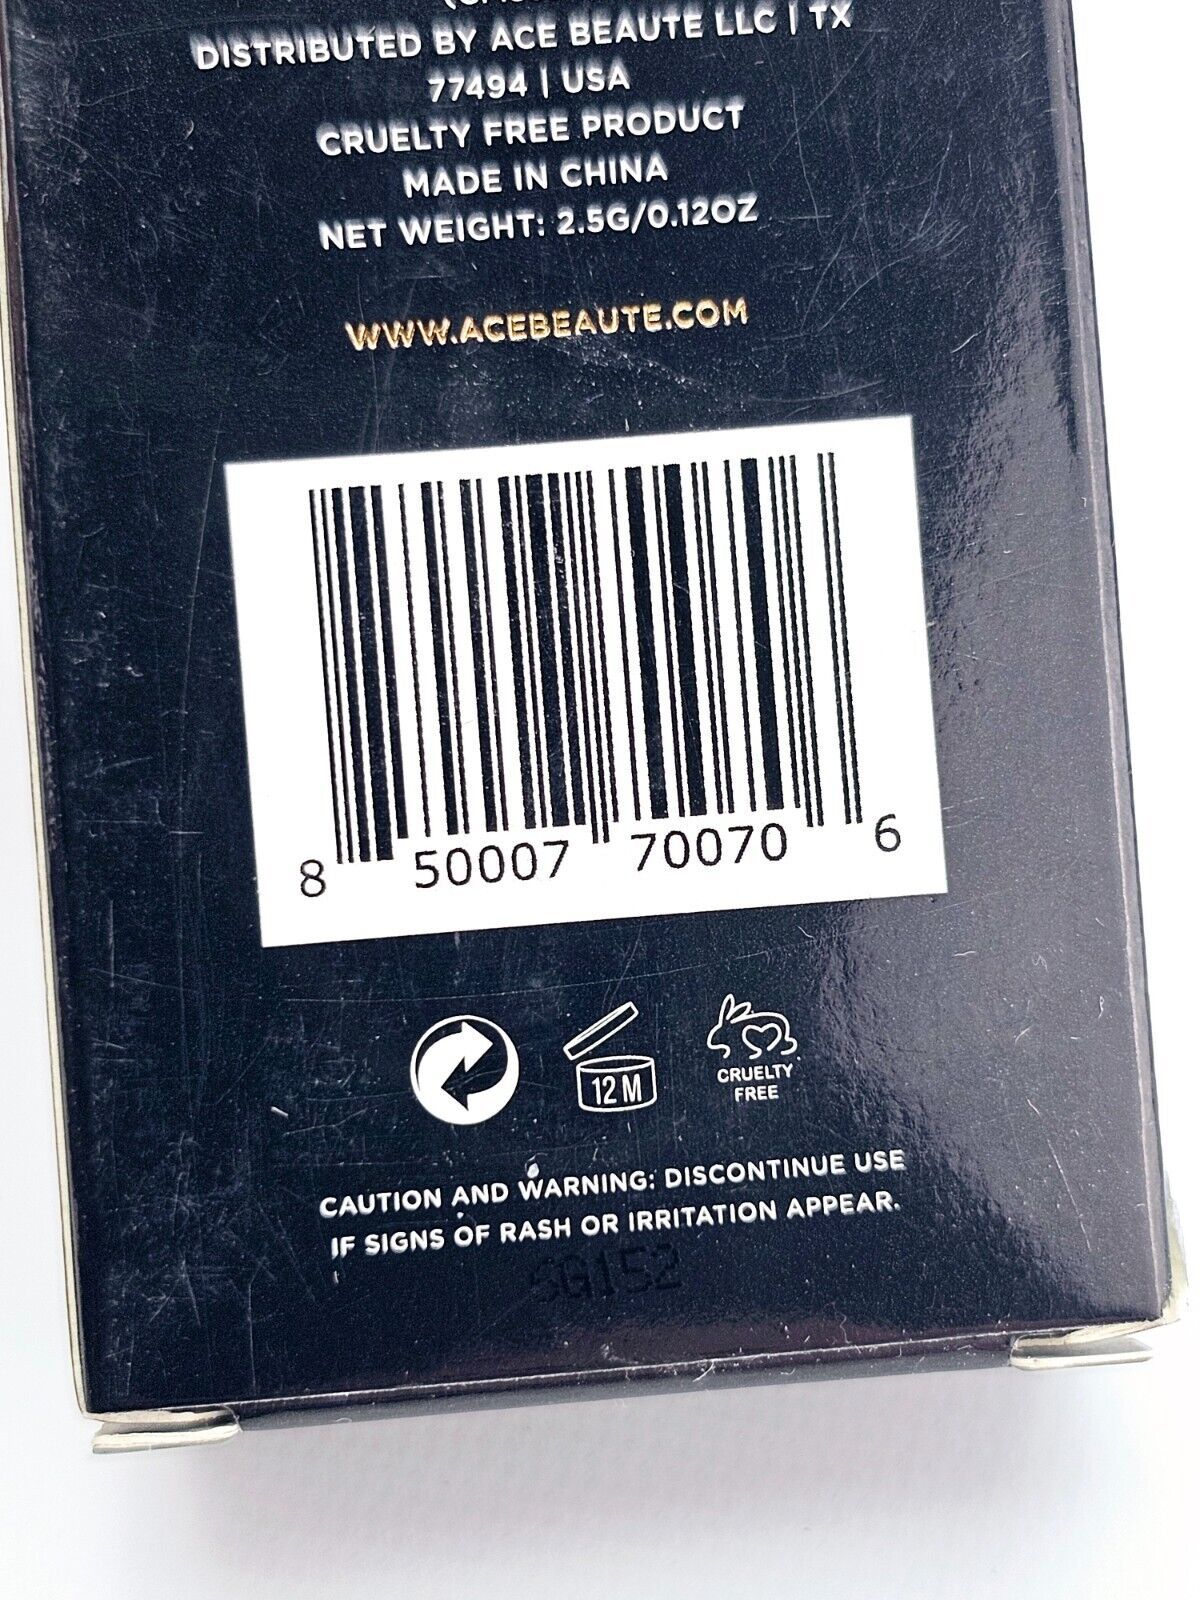 DISTRIBUTED BY ACE BEAUTE LLC | TX
77494 | USA
CRUELTY FREE PRODUCT
MADE IN CHINA
NET WEIGHT: 2.5G/0.12OZ
WWW.ACEBEAUTE.COM
8 50007 70070 6
12 M
CRUELTY
FREE
CAUTION AND WARNING: DISCONTINUE USE
IF SIGNS OF RASH OR IRRITATION APPEAR.